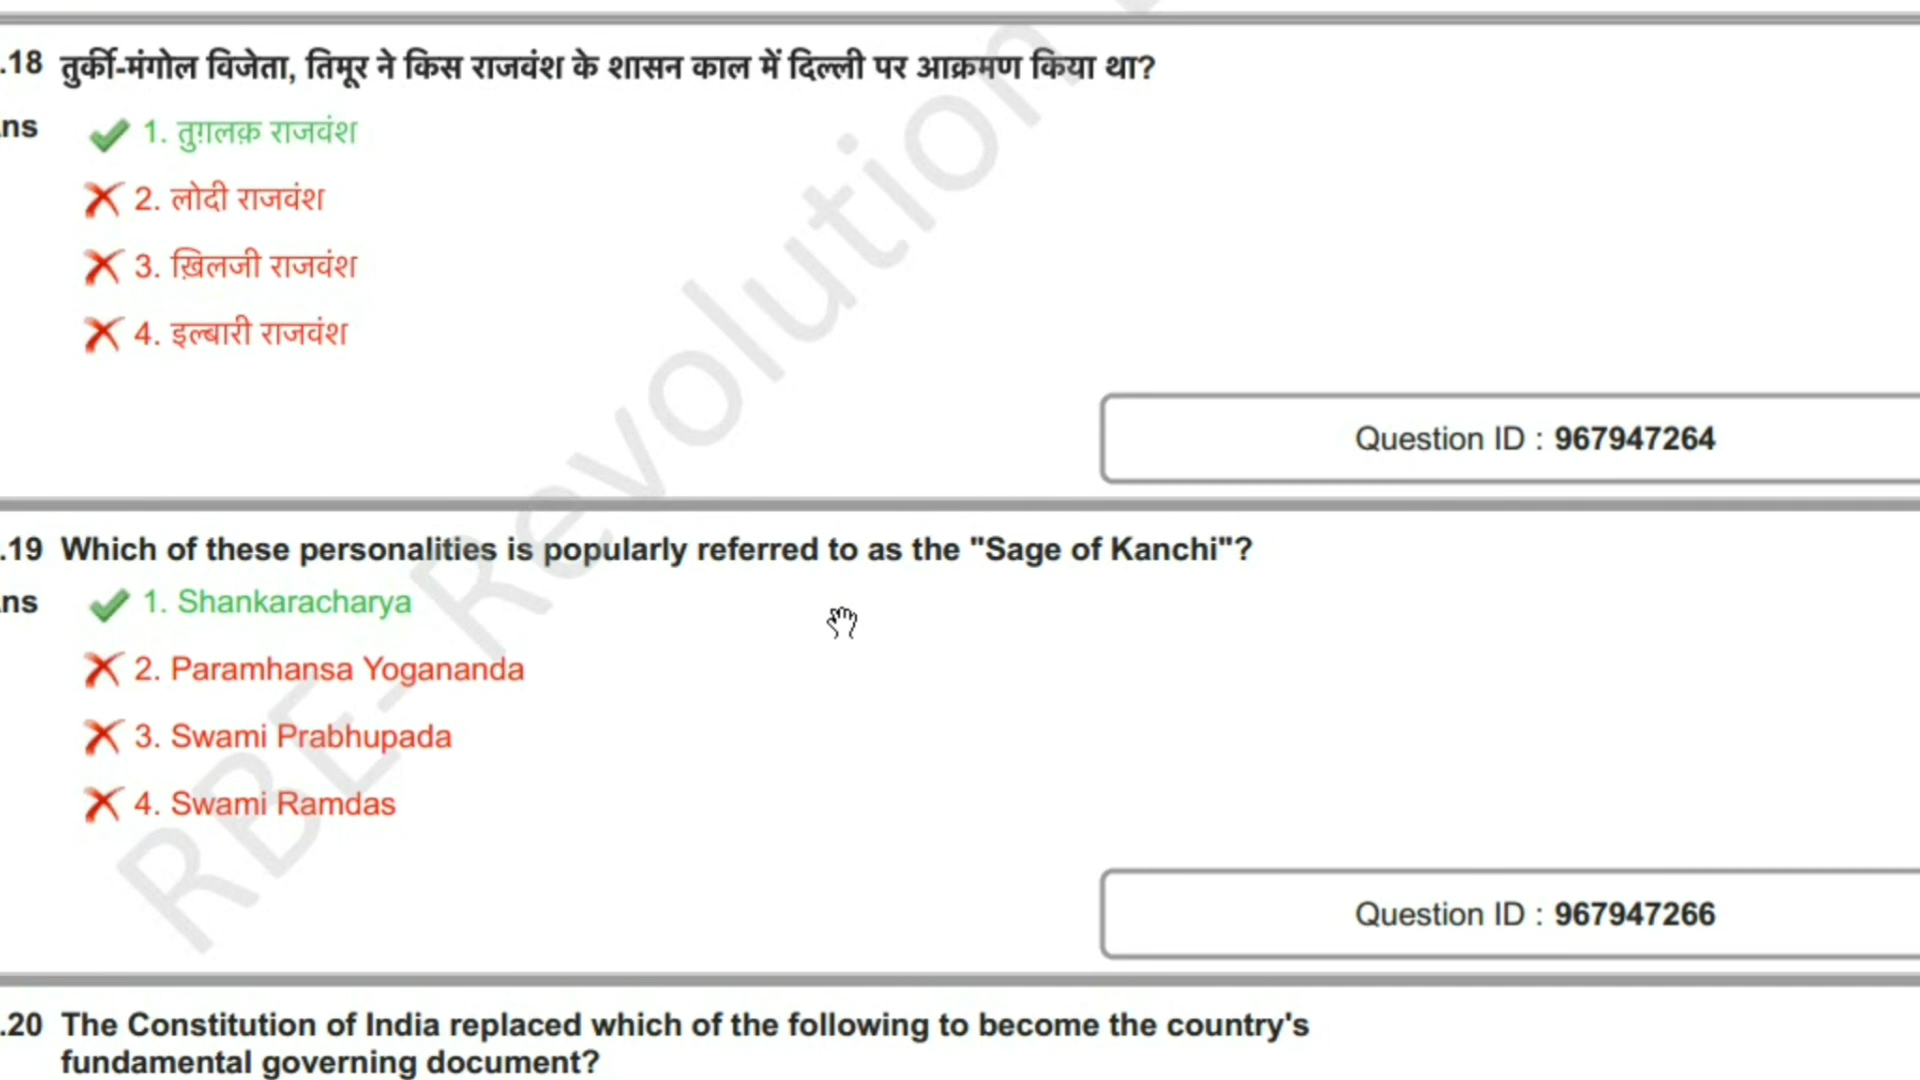 .18 तुर्की-मंगोल विजेता, तिमूर ने किस राजवंश के शासन काल में दिल्ली पर आक्रमण किया था?
ns 1. तुग़लक़ राजवंश
2. लोदी राजवंश
3. ख़िलजी राजवंश
4. इल्बारी राजवंश
Question ID : 967947264
.19 Which of these personalities is popularly referred to as the "Sage of Kanchi"?
ns 1. Shankaracharya
2. Paramhansa Yogananda
3. Swami Prabhupada
4. Swami Ramdas
Question ID : 967947266
.20 The Constitution of India replaced which of the following to become the country's
fundamental governing document?
RBE- Revolution